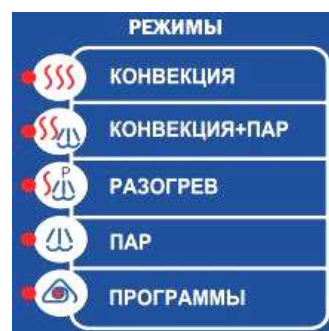 РЕЖИМЫ
КОНВЕКЦИЯ
КОНВЕКЦИЯ+ПАР
P
РАЗОГРЕВ
ПАР
ПРОГРАММЫ